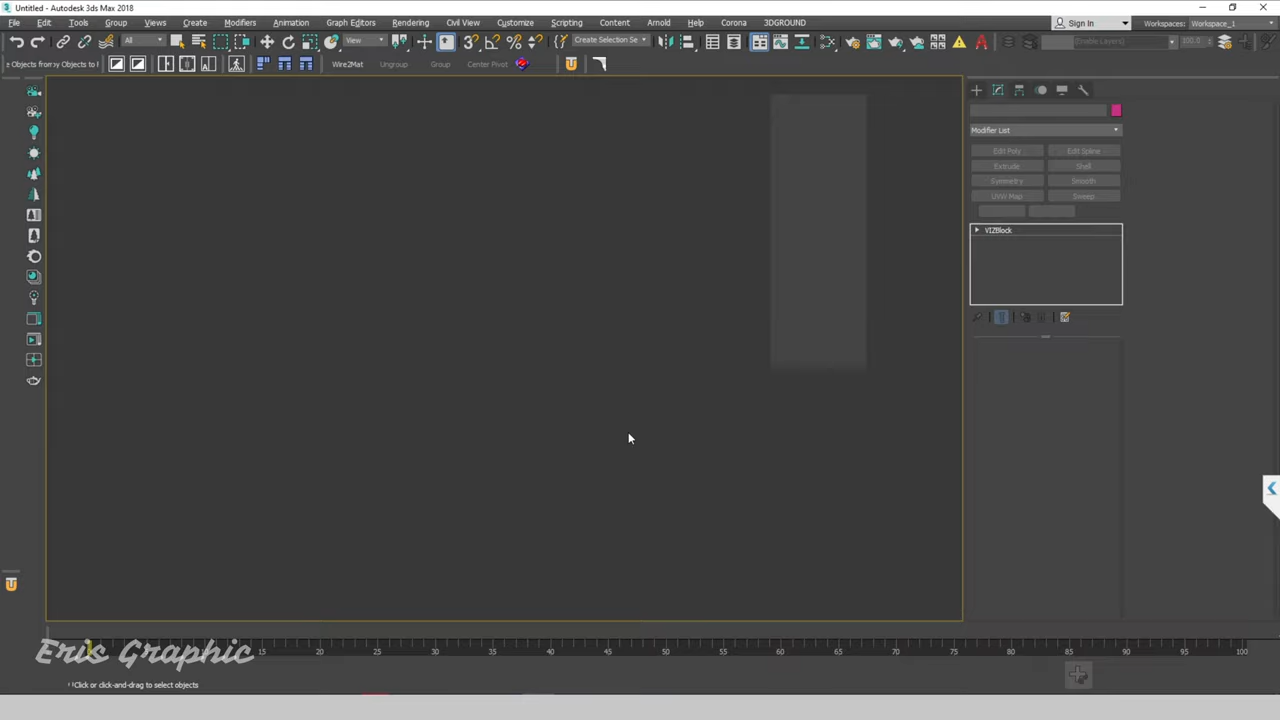 Untitled - Autodesk 3ds Max 2018
File Edit Tools Group Views Create Modifiers Animation Graph Editors Rendering Civil View Customize Scripting Content Arnold Help Corona 3DGROUND
Sign In Workspaces: Workspace_1
All View Create Selection Se 100.0
Wire2Mat Ungroup Group Center Pivot
Modifier List
Edit Poly Edit Spline
Extrude Shell
Symmetry Smooth
UVW Map Sweep
VIZBlock
15 20 25 30 35 40 45 50 55 60 65 70 75 80 85 90 95 100
Eris Graphic
Click or click-and-drag to select objects